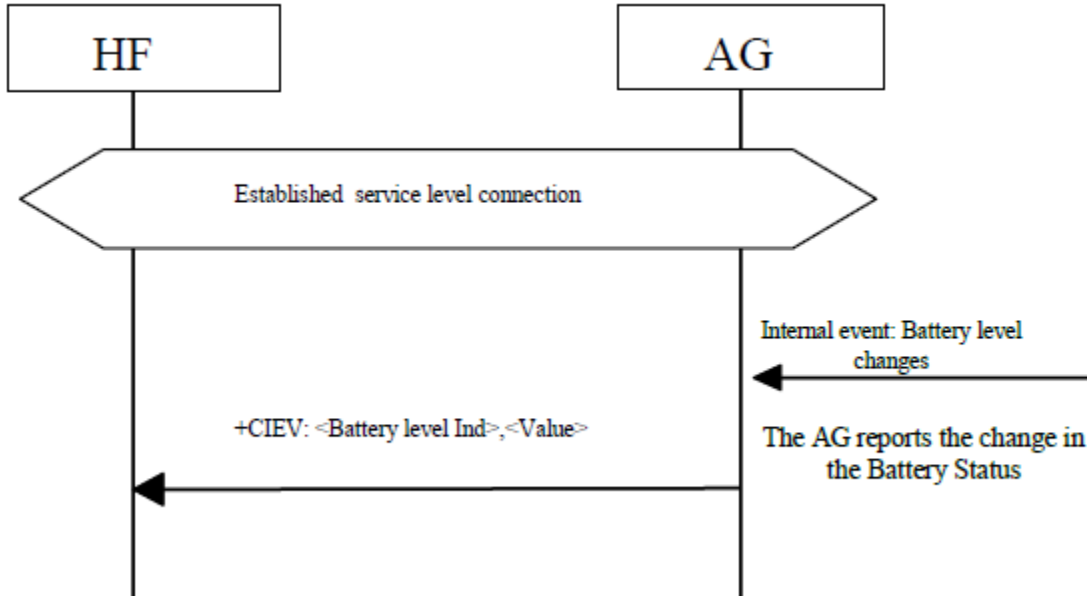 HF
AG
Established service level connection
Internal event: Battery level
changes
+CIEV: <Battery level Ind>,<Value>
The AG reports the change in
the Battery Status